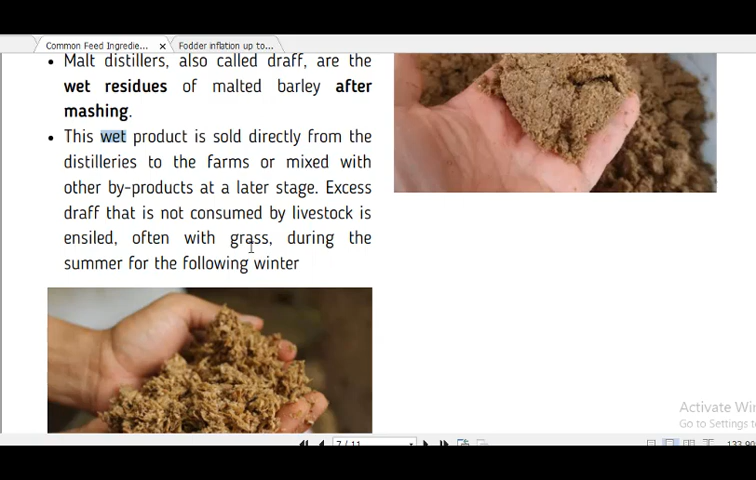 Common Feed Ingredie... × Fodder inflation up to...
• Malt distillers, also called draff, are the
wet residues of malted barley after
mashing.
• This wet product is sold directly from the
distilleries to the farms or mixed with
other by-products at a later stage. Excess
draff that is not consumed by livestock is
ensiled, often with grass, during the
summer for the following winter
Activate Win
Go to Settings t
7 / 11
133.90